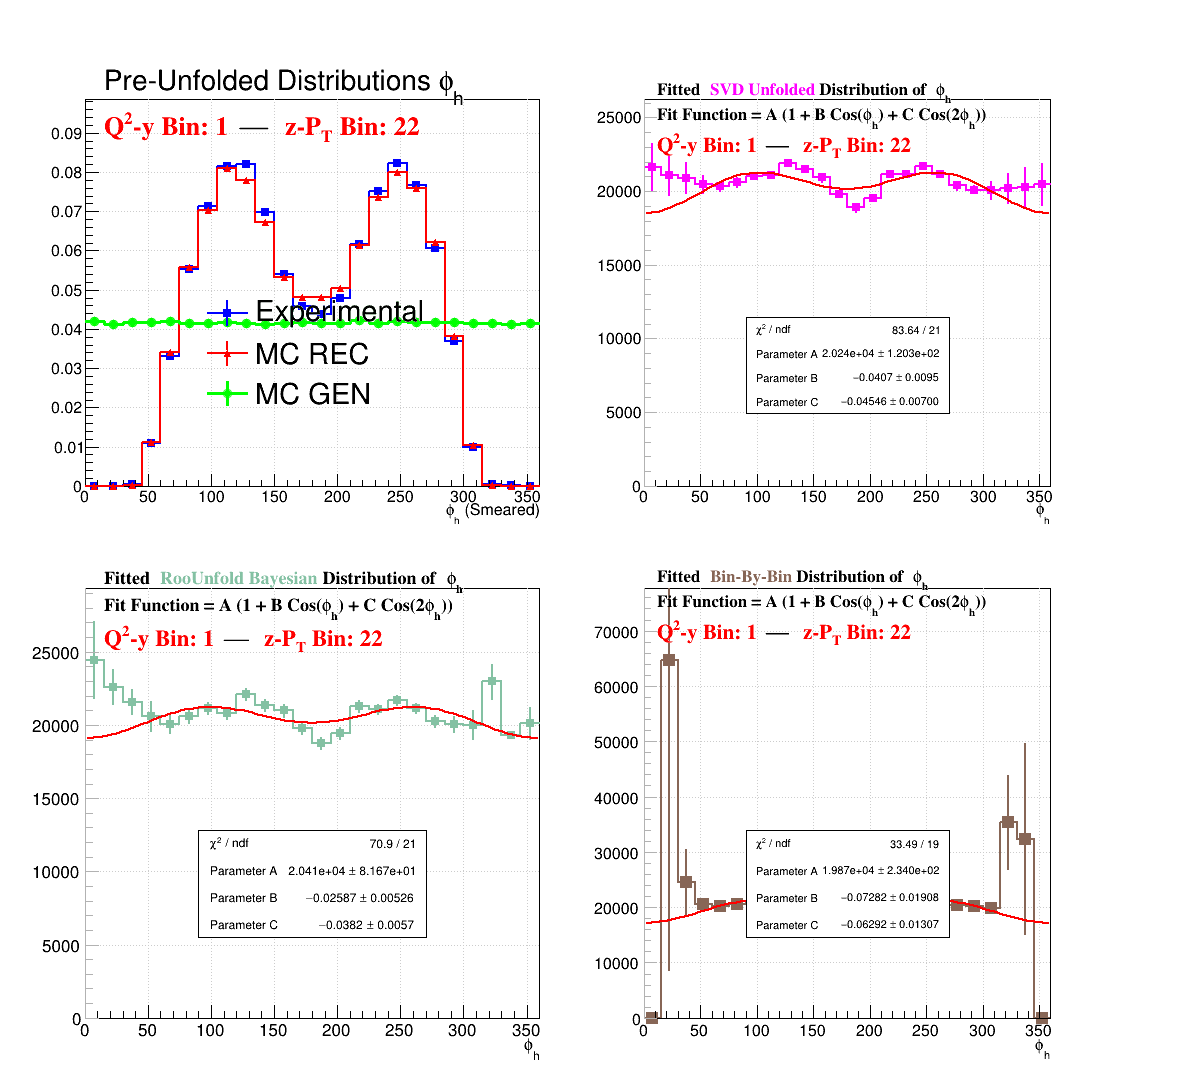 Pre-Unfolded Distributions ϕh
Q²-y Bin: 1 — z-PT Bin: 22
0.09
0.08
0.07
0.06
0.05
0.04
0.03
0.02
0.01
0
Experimental
MC REC
MC GEN
0 50 100 150 200 250 300 350
ϕh (Smeared)
Fitted SVD Unfolded Distribution of ϕh
Fit Function = A (1 + B Cos(ϕh) + C Cos(2ϕh))
Q²-y Bin: 1 — z-PT Bin: 22
25000
20000
15000
10000
5000
0
χ² / ndf 83.64 / 21
Parameter A 2.024e+04 ± 1.203e+02
Parameter B −0.0407 ± 0.0095
Parameter C −0.04546 ± 0.00700
0 50 100 150 200 250 300 350
ϕh
Fitted RooUnfold Bayesian Distribution of ϕh
Fit Function = A (1 + B Cos(ϕh) + C Cos(2ϕh))
Q²-y Bin: 1 — z-PT Bin: 22
25000
20000
15000
10000
5000
0
χ² / ndf 70.9 / 21
Parameter A 2.041e+04 ± 8.167e+01
Parameter B −0.02587 ± 0.00526
Parameter C −0.0382 ± 0.0057
0 50 100 150 200 250 300 350
ϕh
Fitted Bin-By-Bin Distribution of ϕh
Fit Function = A (1 + B Cos(ϕh) + C Cos(2ϕh))
Q²-y Bin: 1 — z-PT Bin: 22
70000
60000
50000
40000
30000
20000
10000
0
χ² / ndf 33.49 / 19
Parameter A 1.987e+04 ± 2.340e+02
Parameter B −0.07282 ± 0.01908
Parameter C −0.06292 ± 0.01307
0 50 100 150 200 250 300 350
ϕh